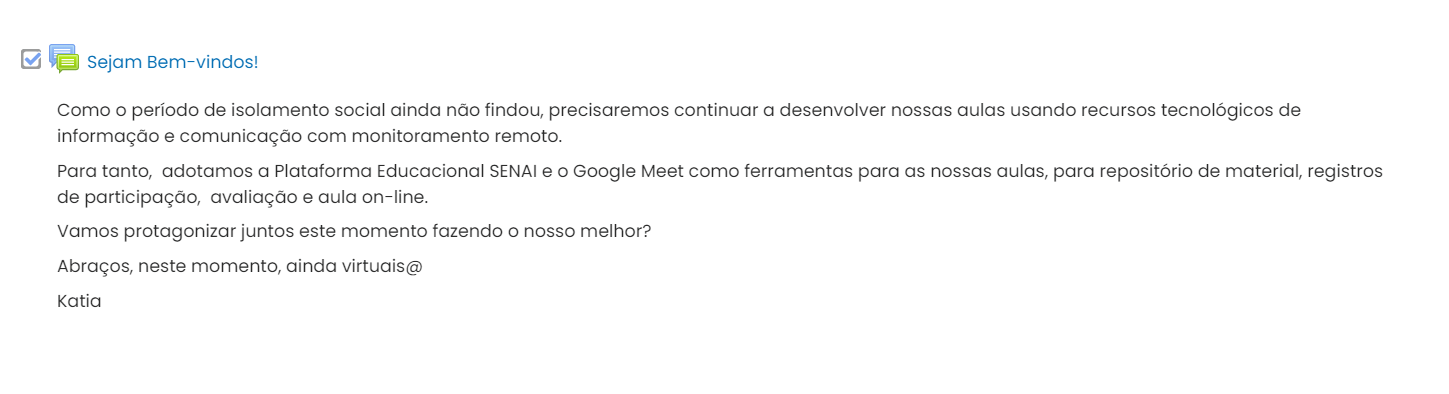 Sejam Bem-vindos!
Como o período de isolamento social ainda não findou, precisaremos continuar a desenvolver nossas aulas usando recursos tecnológicos de
informação e comunicação com monitoramento remoto.
Para tanto,  adotamos a Plataforma Educacional SENAI e o Google Meet como ferramentas para as nossas aulas, para repositório de material, registros
de participação,  avaliação e aula on-line.
Vamos protagonizar juntos este momento fazendo o nosso melhor?
Abraços, neste momento, ainda virtuais@
Katia